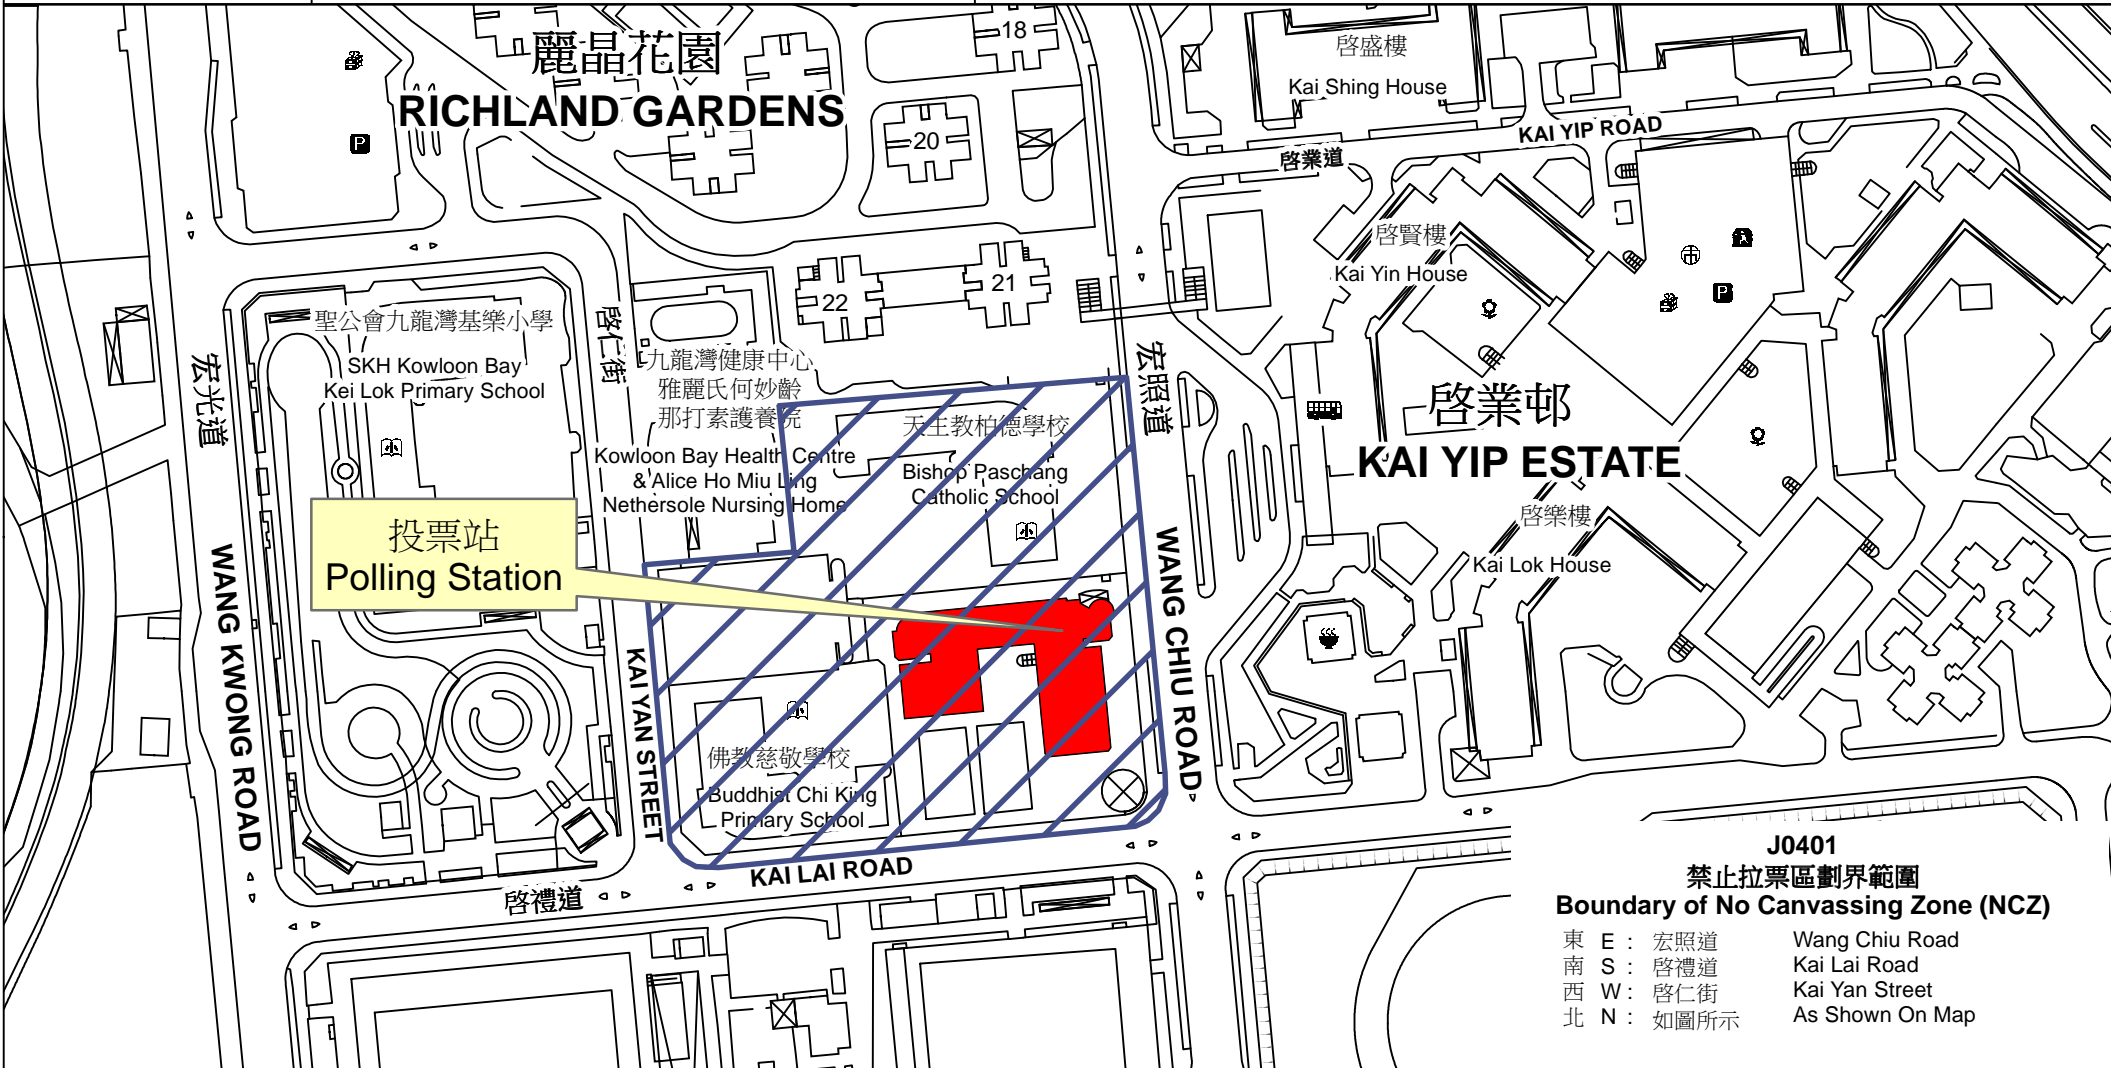 麗晶花園
RICHLAND GARDENS
18
20
21
22
P
啓盛樓
Kai Shing House
KAI YIP ROAD
啓業道
啓賢樓
Kai Yin House
P
聖公會九龍灣基樂小學
SKH Kowloon Bay
Kei Lok Primary School
宏光道
啓仁街
九龍灣健康中心
雅麗氏何妙齡
那打素護養院
Kowloon Bay Health Centre
& Alice Ho Miu Ling
Nethersole Nursing Home
天主教柏德學校
Bishop Paschang
Catholic School
宏照道
啓業邨
KAI YIP ESTATE
啓樂樓
Kai Lok House
投票站
Polling Station
WANG KWONG ROAD
KAI YAN STREET
WANG CHIU ROAD
佛教慈敬學校
Buddhist Chi King
Primary School
KAI LAI ROAD
啓禮道
J0401
禁止拉票區劃界範圍
Boundary of No Canvassing Zone (NCZ)
東 E : 宏照道 Wang Chiu Road
南 S : 啓禮道 Kai Lai Road
西 W : 啓仁街 Kai Yan Street
北 N : 如圖所示 As Shown On Map